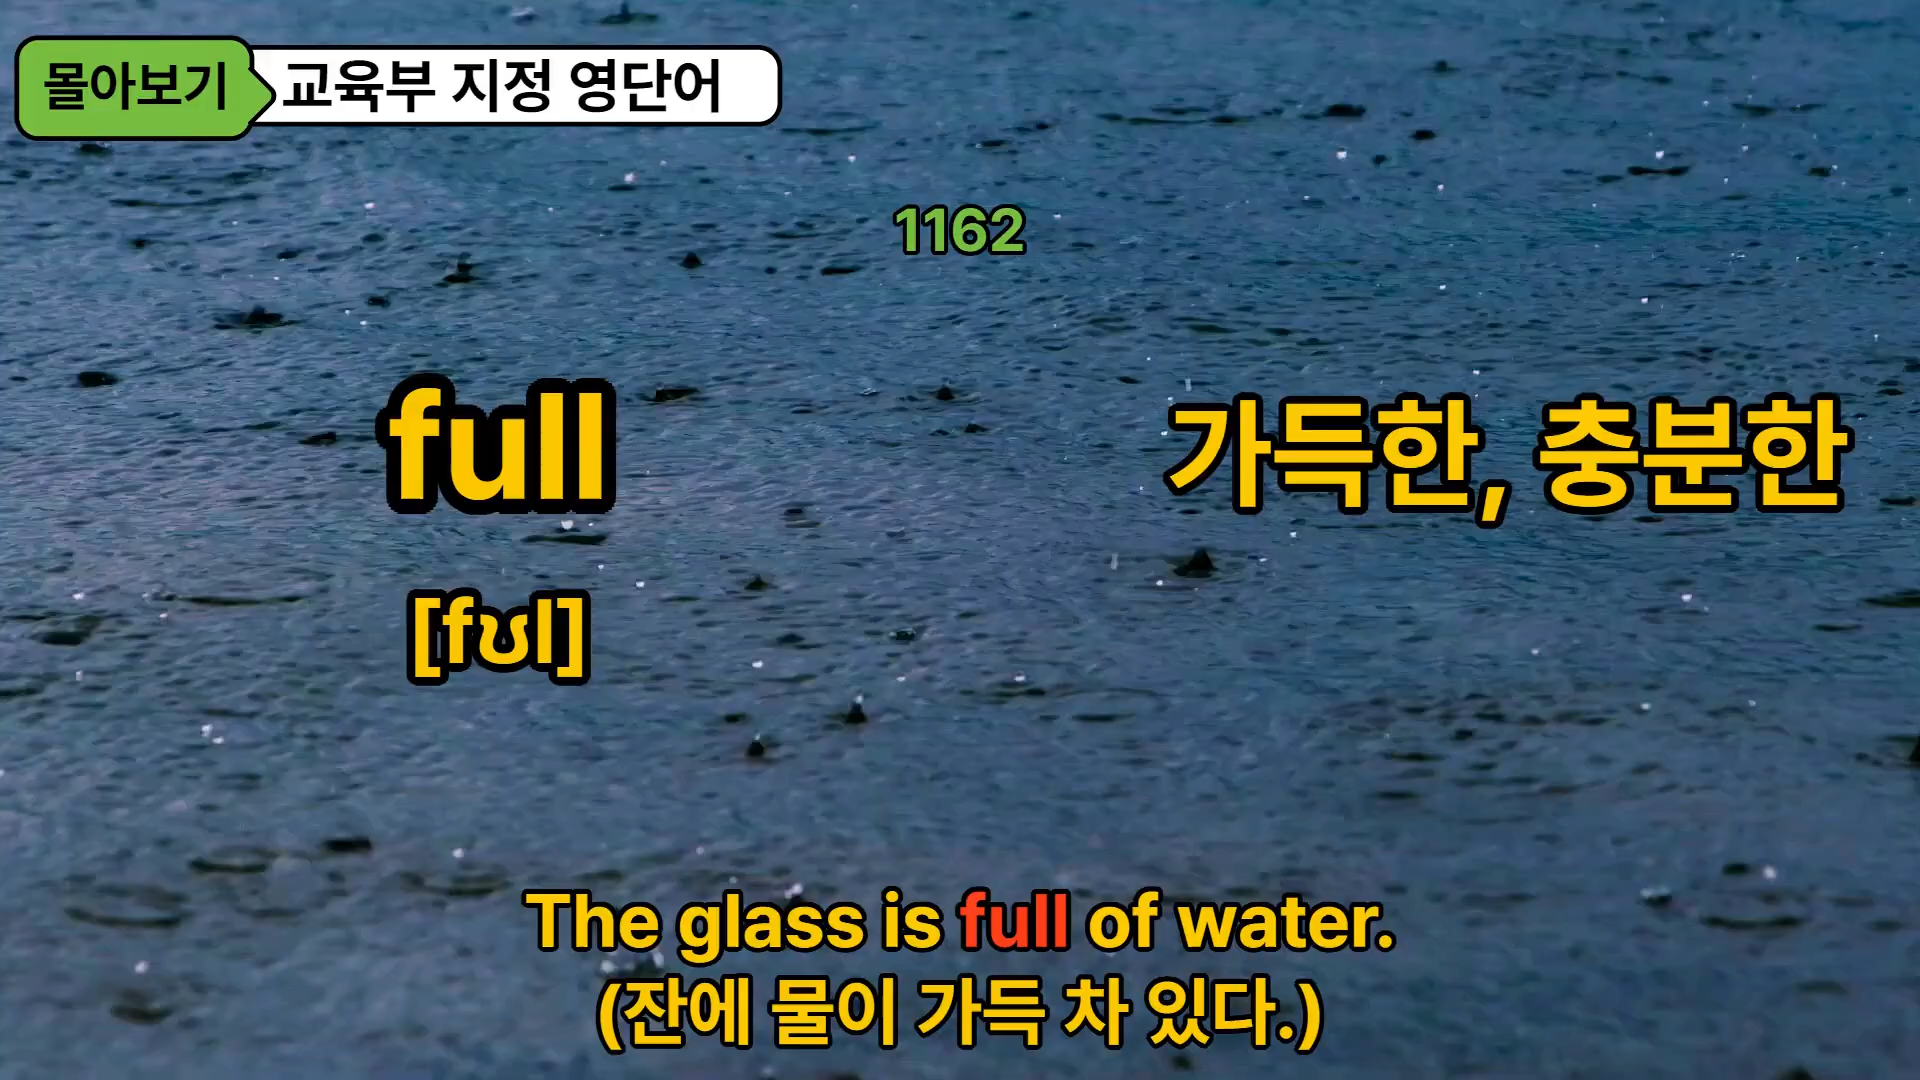 몰아보기 교육부 지정 영단어
1162
full 가득한, 충분한
[fʊl]
The glass is full of water.
(잔에 물이 가득 차 있다.)